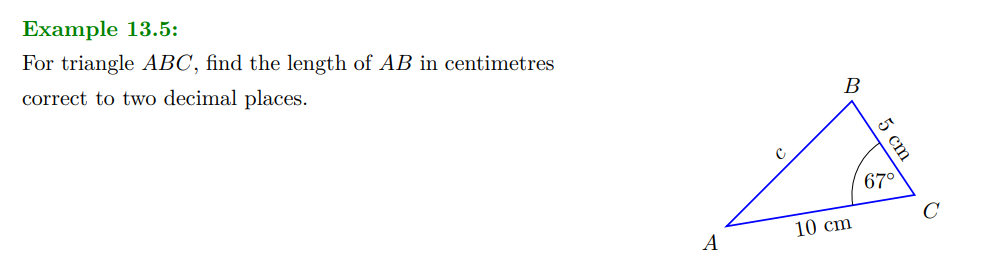 Example 13.5:
For triangle ABC, find the length of AB in centimetres
correct to two decimal places.
B
5 cm
c
67°
C
10 cm
A